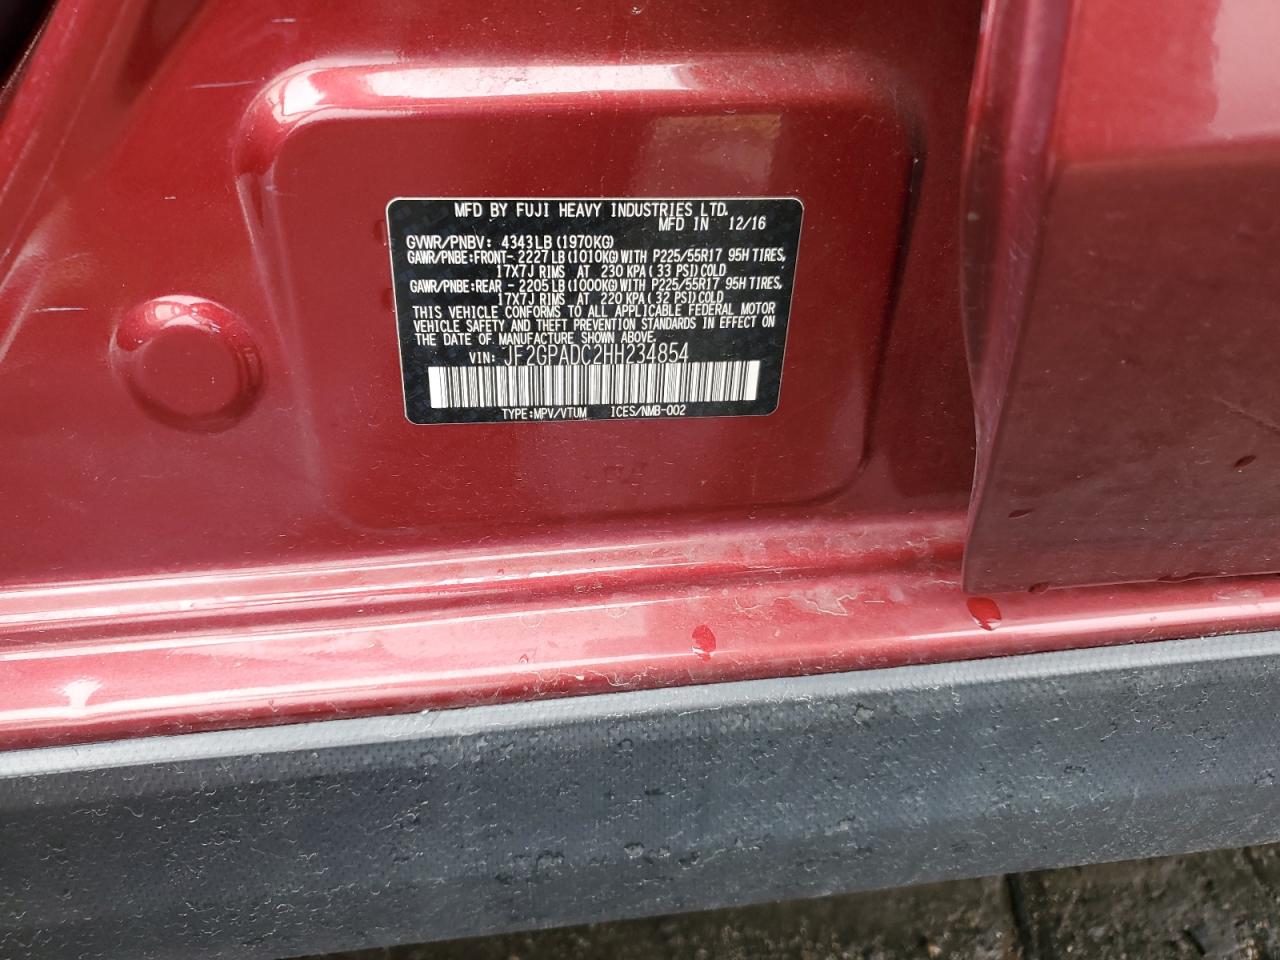 MFD BY FUJI HEAVY INDUSTRIES LTD.
MFD IN 12/16
GVWR/PNBV: 4343LB (1970KG)
GAWR/PNBE:FRONT- 2227LB (1010KG) WITH P225/55R17 95H TIRES,
17X7J RIMS AT 230 KPA (33 PSI) COLD
GAWR/PNBE:REAR - 2205LB (1000KG) WITH P225/55R17 95H TIRES,
17X7J RIMS AT 220 KPA (32 PSI) COLD
THIS VEHICLE CONFORMS TO ALL APPLICABLE FEDERAL MOTOR
VEHICLE SAFETY AND THEFT PREVENTION STANDARDS IN EFFECT ON
THE DATE OF MANUFACTURE SHOWN ABOVE.
VIN: JF2GPADC2HH234854
TYPE:MPV/VTUM ICES/NMB-002